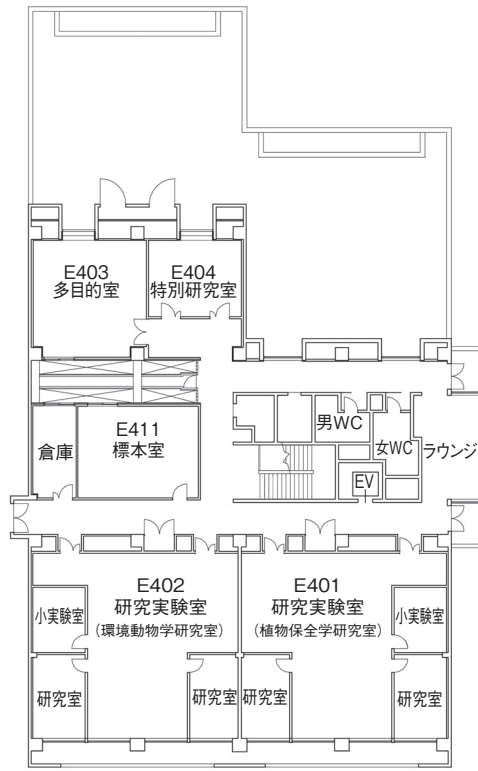 E403
多目的室
E404
特別研究室
倉庫
E411
標本室
男WC
女WC
ラウンジ
EV
E402
研究実験室
（環境動物学研究室）
E401
研究実験室
（植物保全学研究室）
小実験室
小実験室
研究室
研究室
研究室
研究室